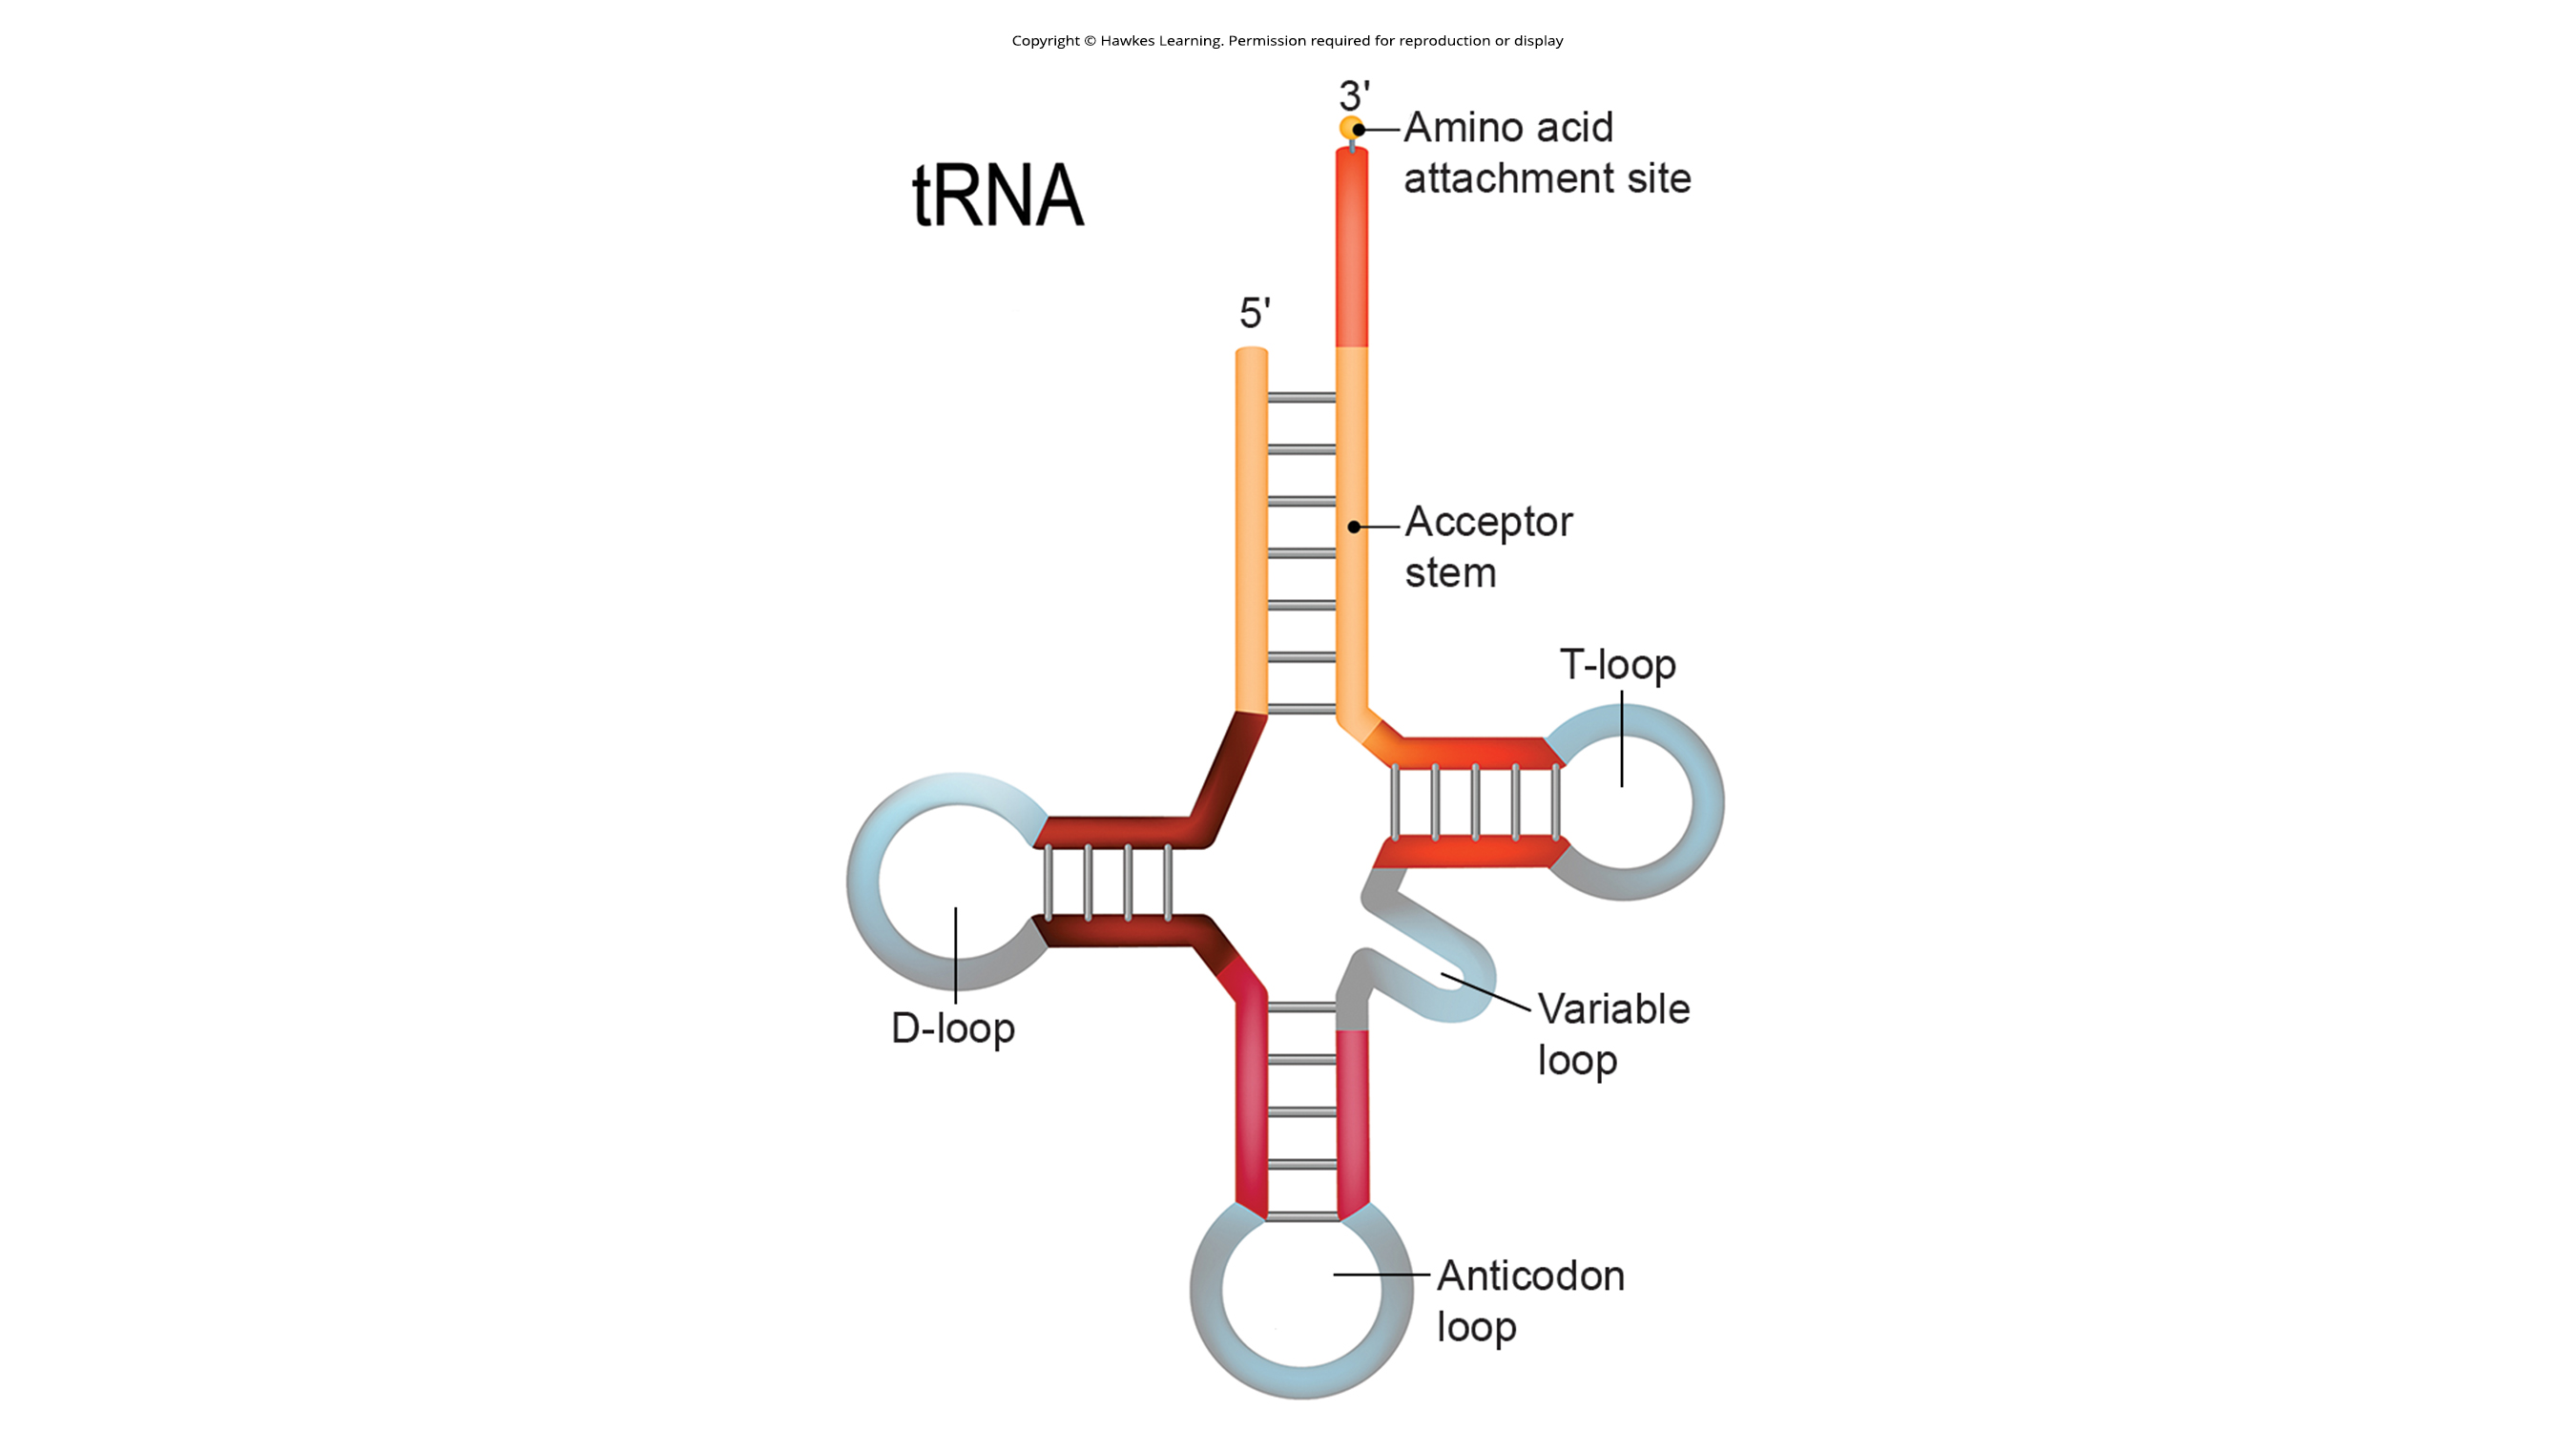 Copyright © Hawkes Learning. Permission required for reproduction or display
3'
Amino acid
attachment site
tRNA
5'
Acceptor
stem
T-loop
Variable
loop
D-loop
Anticodon
loop